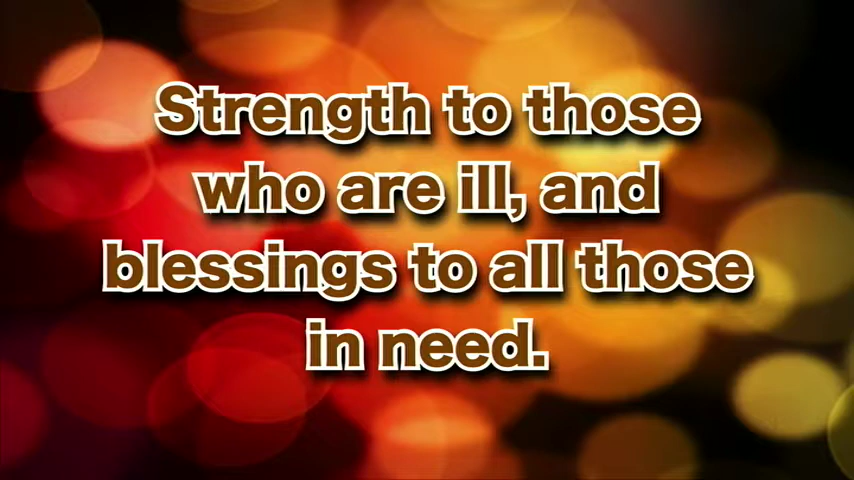 Strength to those
who are ill, and
blessings to all those
in need.